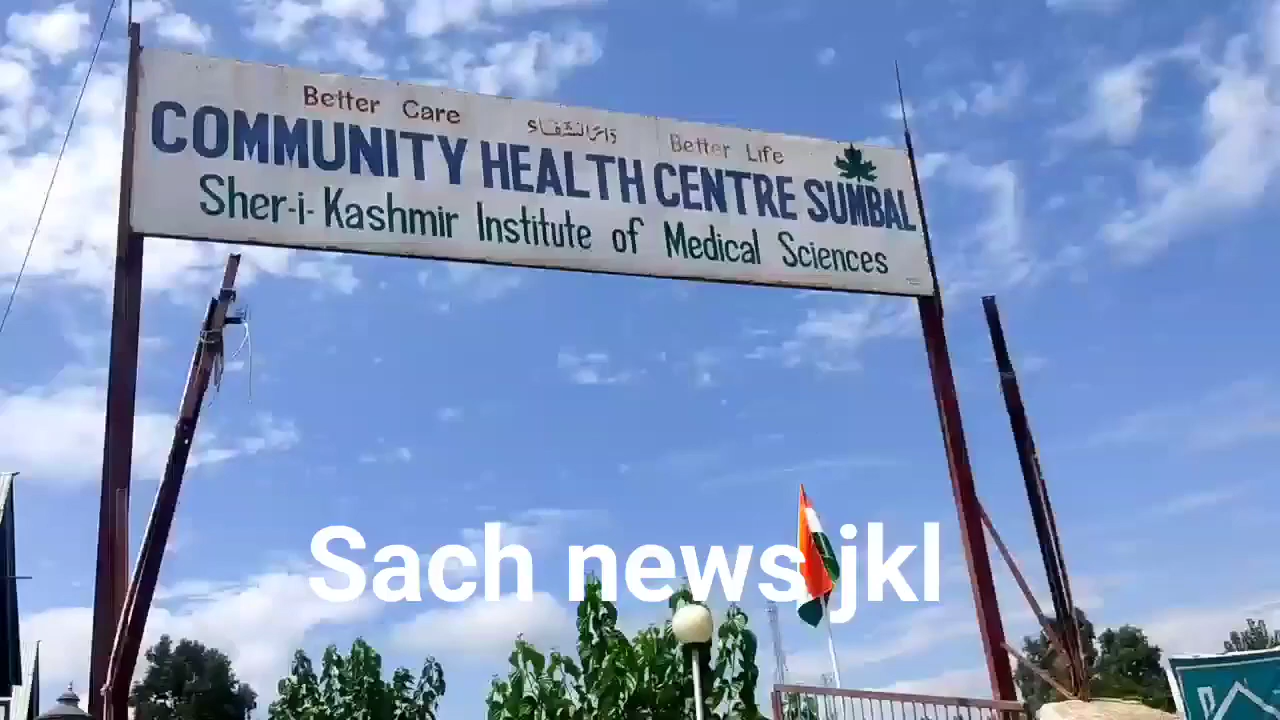 Better Care دارالشفاء Better Life
COMMUNITY HEALTH CENTRE SUMBAL
Sher-i-Kashmir Institute of Medical Sciences
Sach news jkl